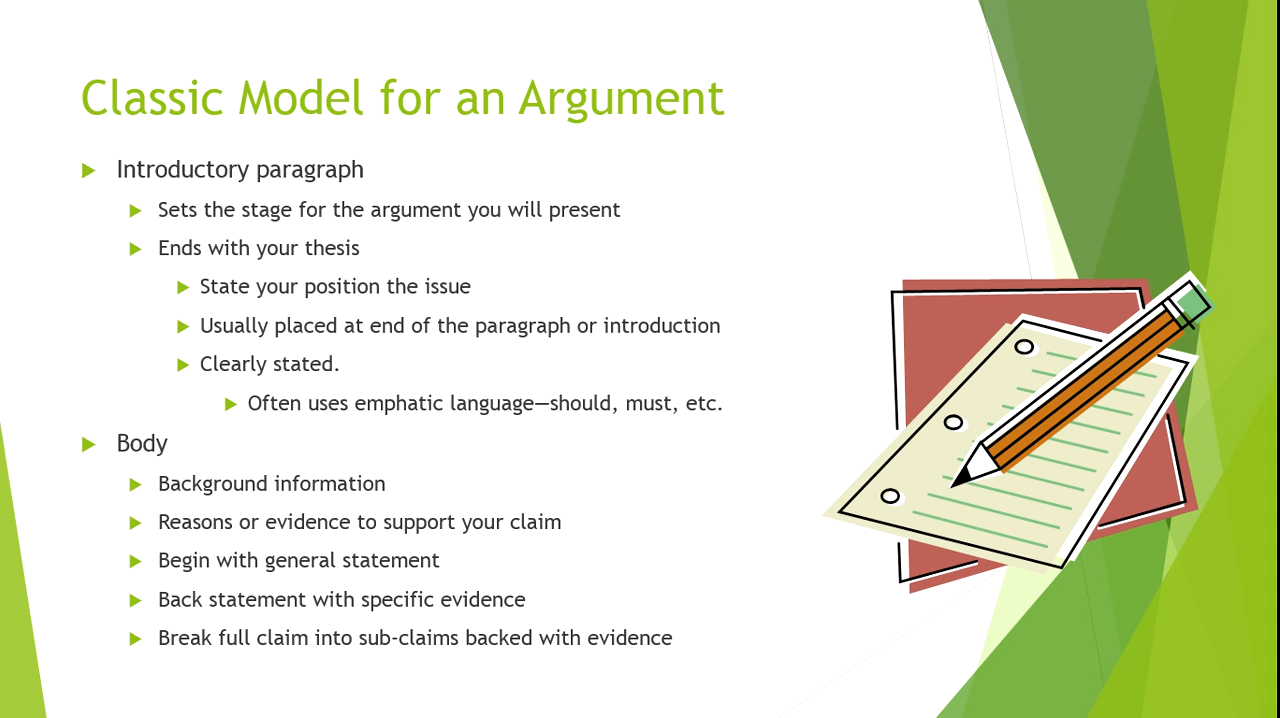 Classic Model for an Argument
Introductory paragraph
Sets the stage for the argument you will present
Ends with your thesis
State your position the issue
Usually placed at end of the paragraph or introduction
Clearly stated.
Often uses emphatic language—should, must, etc.
Body
Background information
Reasons or evidence to support your claim
Begin with general statement
Back statement with specific evidence
Break full claim into sub-claims backed with evidence